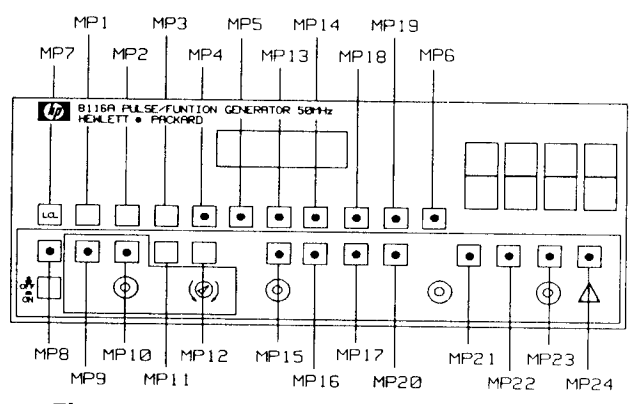 MP1 MP3 MP5 MP14 MP19
MP7 MP2 MP4 MP13 MP18 MP6
hp 8116A PULSE/FUNTION GENERATOR 50MHz
HEWLETT PACKARD
LCL
OFF
ON
MP8 MP10 MP12 MP15 MP17 MP21 MP23
MP9 MP11 MP16 MP20 MP22 MP24